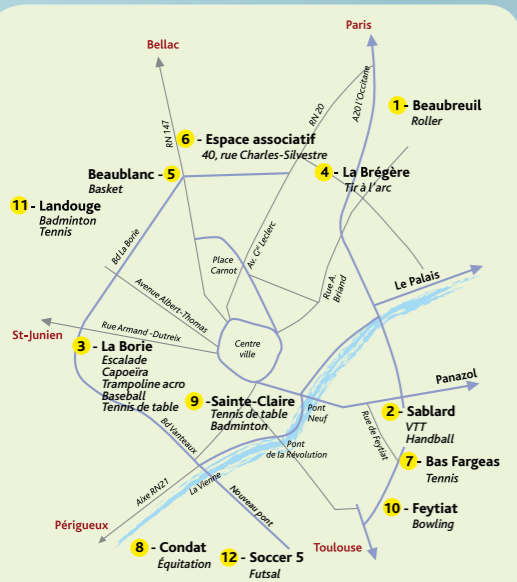 Paris
Bellac
A20 l'Occitane
RN 20
RN 147
1 - Beaubreuil
Roller
6 - Espace associatif
40, rue Charles-Silvestre
4 - La Brégère
Tir à l'arc
Beaublanc - 5
Basket
11 - Landouge
Badminton
Tennis
Bd La Borie
Place
Carnot
Av. Gal Leclerc
Rue A.
Briand
Le Palais
Avenue Albert-Thomas
Rue Armand -Dutreix
St-Junien
Centre
ville
3 - La Borie
Escalade
Capoeïra
Trampoline acro
Baseball
Tennis de table
Panazol
9 -Sainte-Claire
Tennis de table
Badminton
Pont
Neuf
2 - Sablard
VTT
Handball
Rue de Feytiat
Bd Vanteaux
Pont
de la Révolution
7 - Bas Fargeas
Tennis
Aixe RN21
La Vienne
Nouveau pont
10 - Feytiat
Bowling
Périgueux
8 - Condat
Équitation
12 - Soccer 5
Futsal
Toulouse